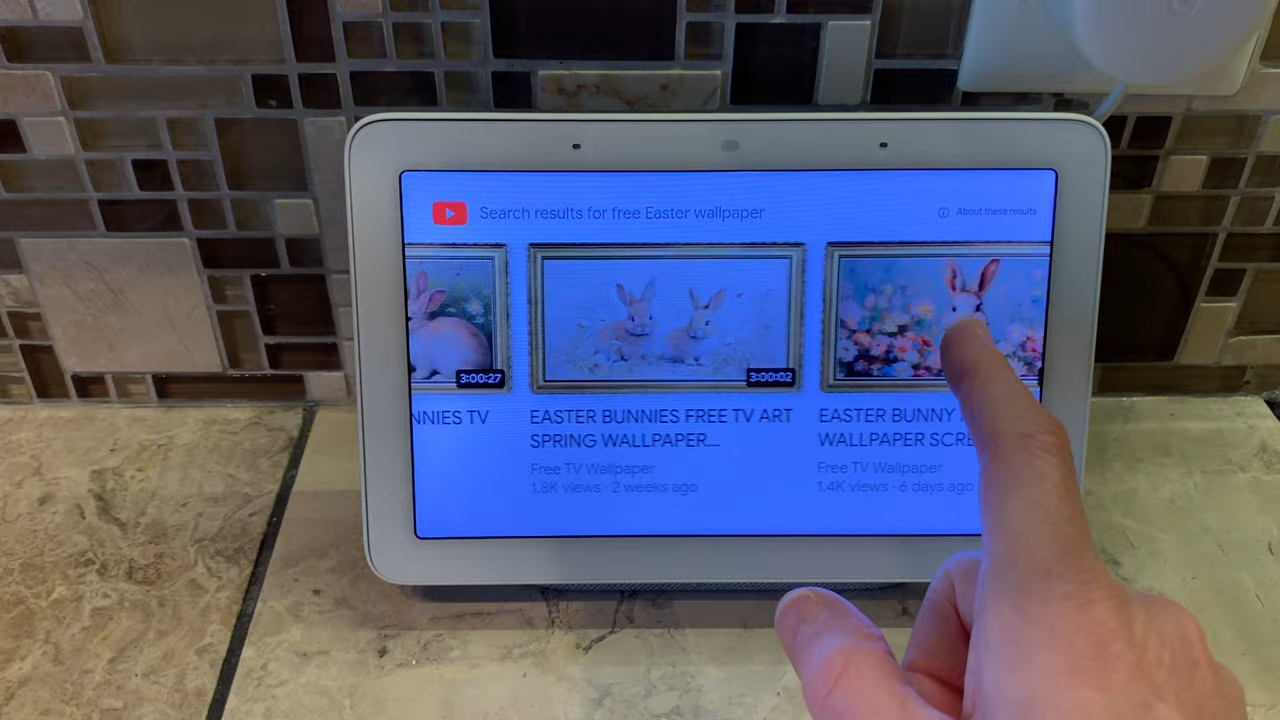 Search results for free Easter wallpaper
About these results
3:00:27
3:00:02
NNIES TV
EASTER BUNNIES FREE TV ART
SPRING WALLPAPER...
Free TV Wallpaper
1.8K views · 2 weeks ago
EASTER BUNNY
WALLPAPER
Free TV Wallpaper
1.4K views · 6 days ago